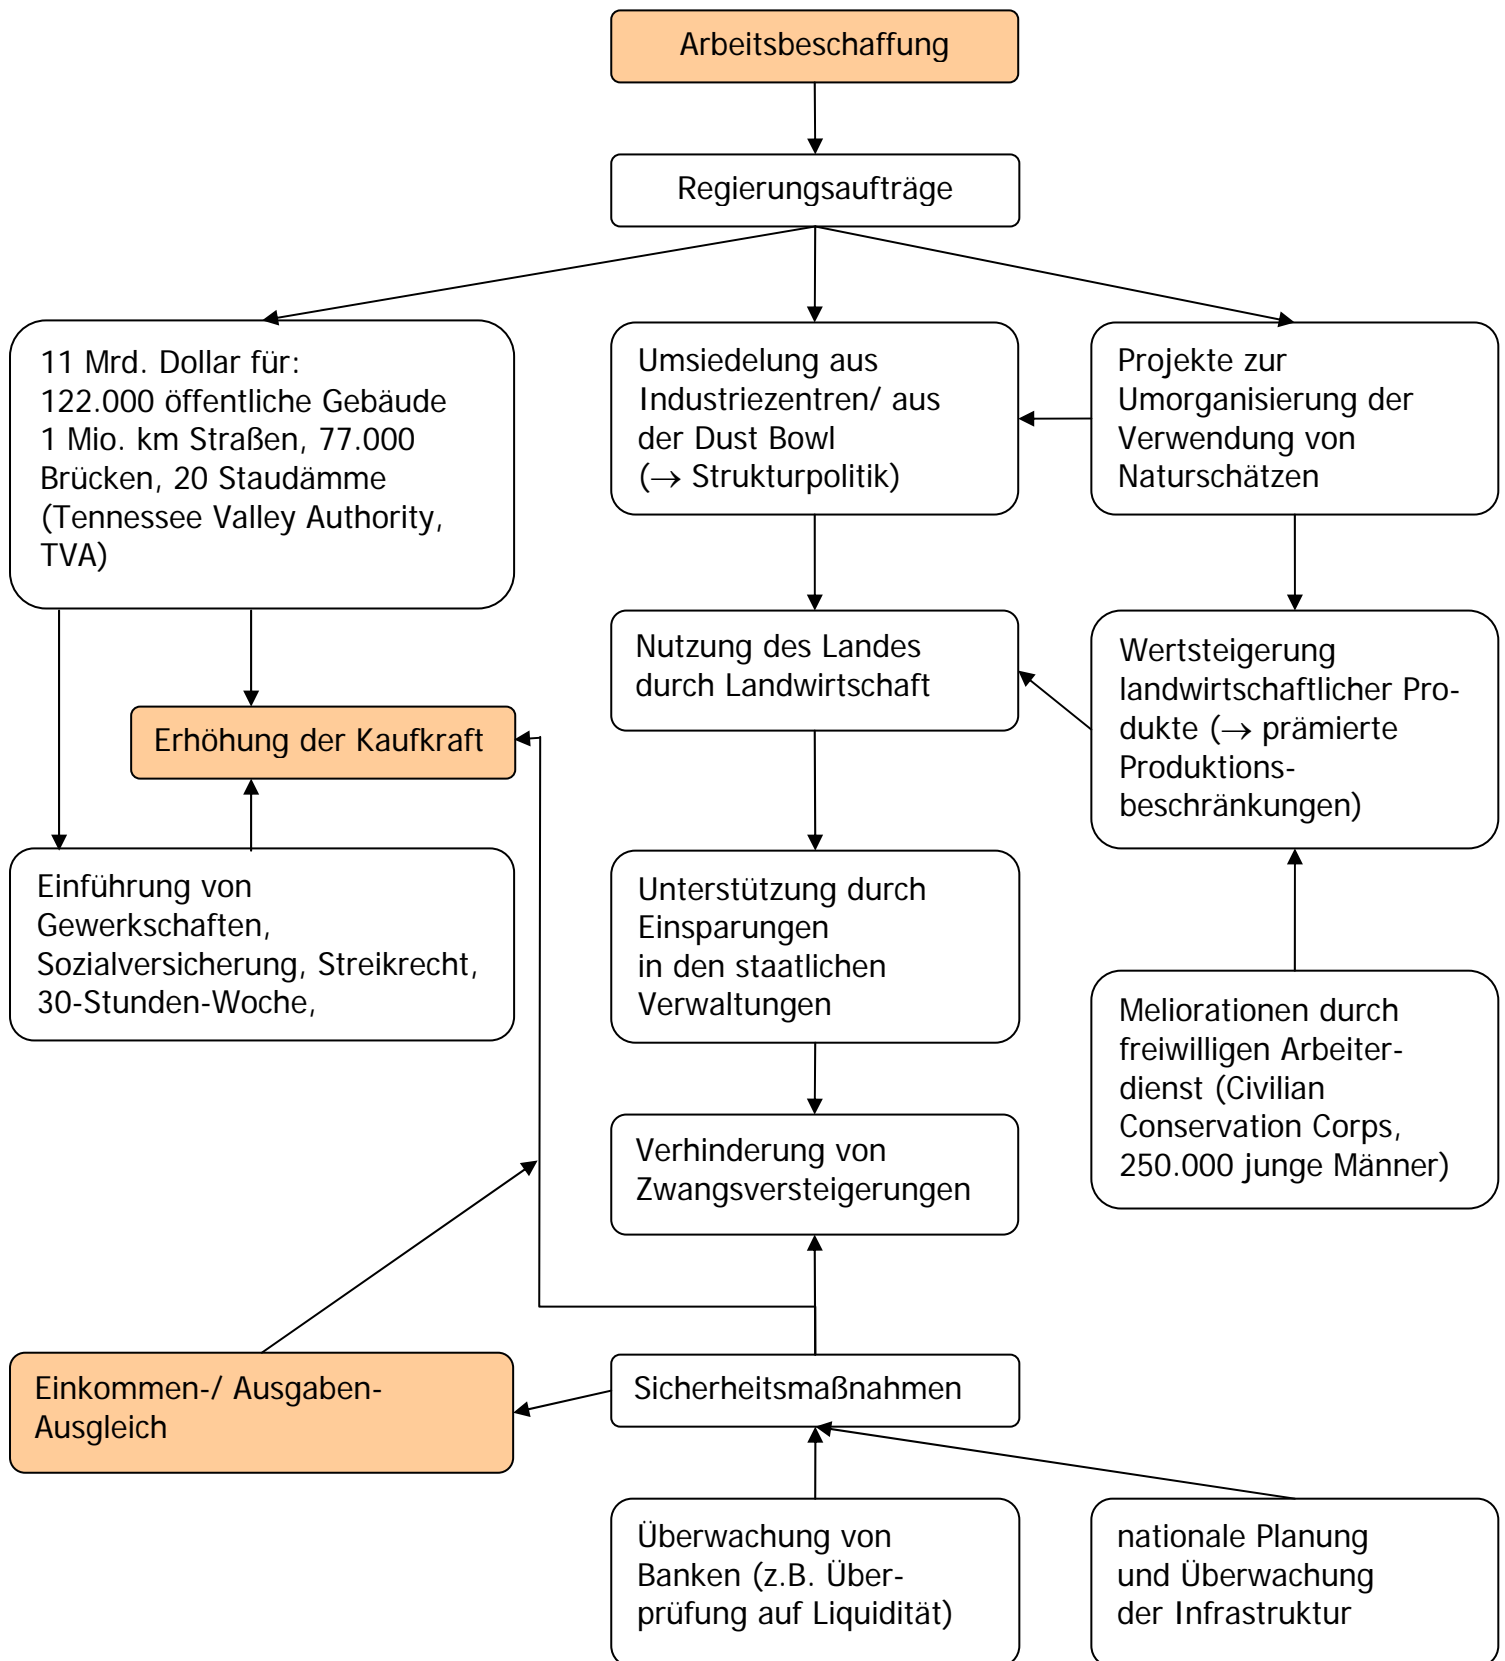 Arbeitsbeschaffung
Regierungsaufträge
11 Mrd. Dollar für:
122.000 öffentliche Gebäude
1 Mio. km Straßen, 77.000
Brücken, 20 Staudämme
(Tennessee Valley Authority,
TVA)
Umsiedelung aus
Industriezentren/ aus
der Dust Bowl
(→ Strukturpolitik)
Projekte zur
Umorganisierung der
Verwendung von
Naturschätzen
Nutzung des Landes
durch Landwirtschaft
Wertsteigerung
landwirtschaftlicher Pro-
dukte (→ prämierte
Produktions-
beschränkungen)
Erhöhung der Kaufkraft
Einführung von
Gewerkschaften,
Sozialversicherung, Streikrecht,
30-Stunden-Woche,
Unterstützung durch
Einsparungen
in den staatlichen
Verwaltungen
Meliorationen durch
freiwilligen Arbeiter-
dienst (Civilian
Conservation Corps,
250.000 junge Männer)
Verhinderung von
Zwangsversteigerungen
Einkommen-/ Ausgaben-
Ausgleich
Sicherheitsmaßnahmen
Überwachung von
Banken (z.B. Über-
prüfung auf Liquidität)
nationale Planung
und Überwachung
der Infrastruktur